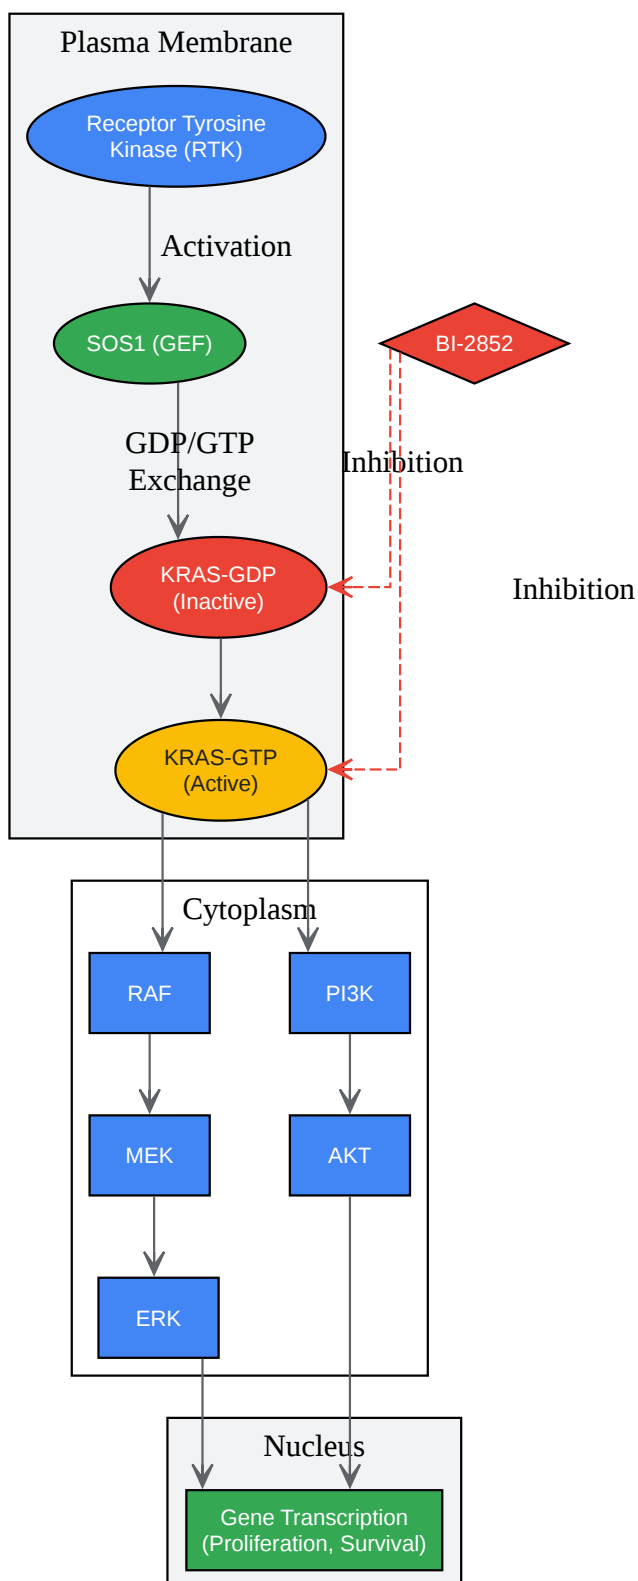 Plasma Membrane
Receptor Tyrosine
Kinase (RTK)
Activation
SOS1 (GEF)
BI-2852
GDP/GTP
Exchange
Inhibition
KRAS-GDP
(Inactive)
Inhibition
KRAS-GTP
(Active)
Cytoplasm
RAF
PI3K
MEK
AKT
ERK
Nucleus
Gene Transcription
(Proliferation, Survival)